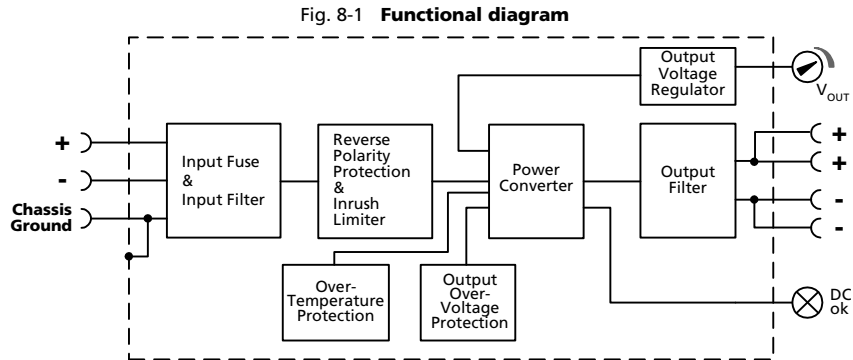 Fig. 8-1 Functional diagram
Output
Voltage
Regulator
V OUT
+
-
Chassis
Ground
Input Fuse
&
Input Filter
Reverse
Polarity
Protection
&
Inrush
Limiter
Power
Converter
Output
Filter
+
+
-
-
Over-
Temperature
Protection
Output
Over-
Voltage
Protection
DC
ok